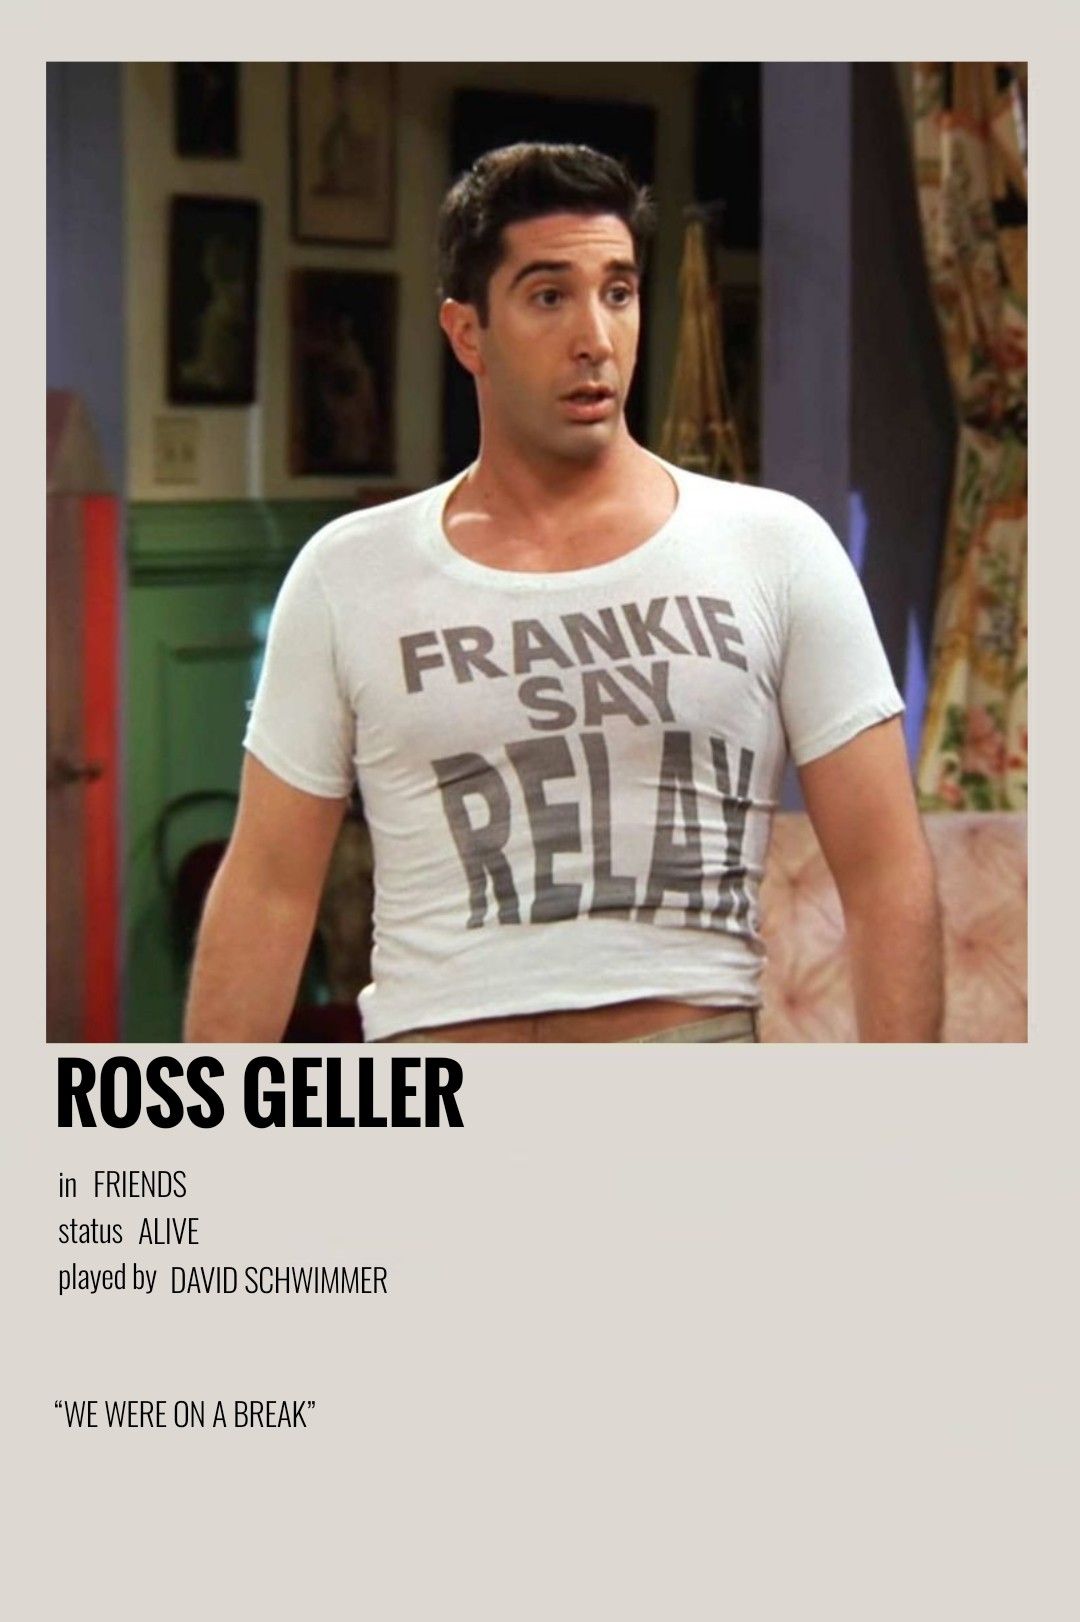 FRANKIE
SAY
RELAX
ROSS GELLER
in FRIENDS
status ALIVE
played by DAVID SCHWIMMER
“WE WERE ON A BREAK”